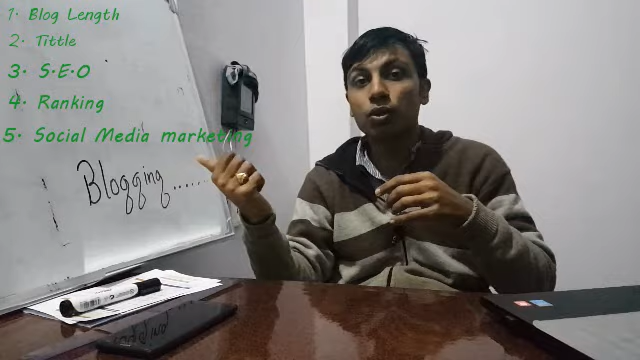 1. Blog Length
2. Tittle
3. S.E.O
4. Ranking
5. Social Media marketing
Blogging.......